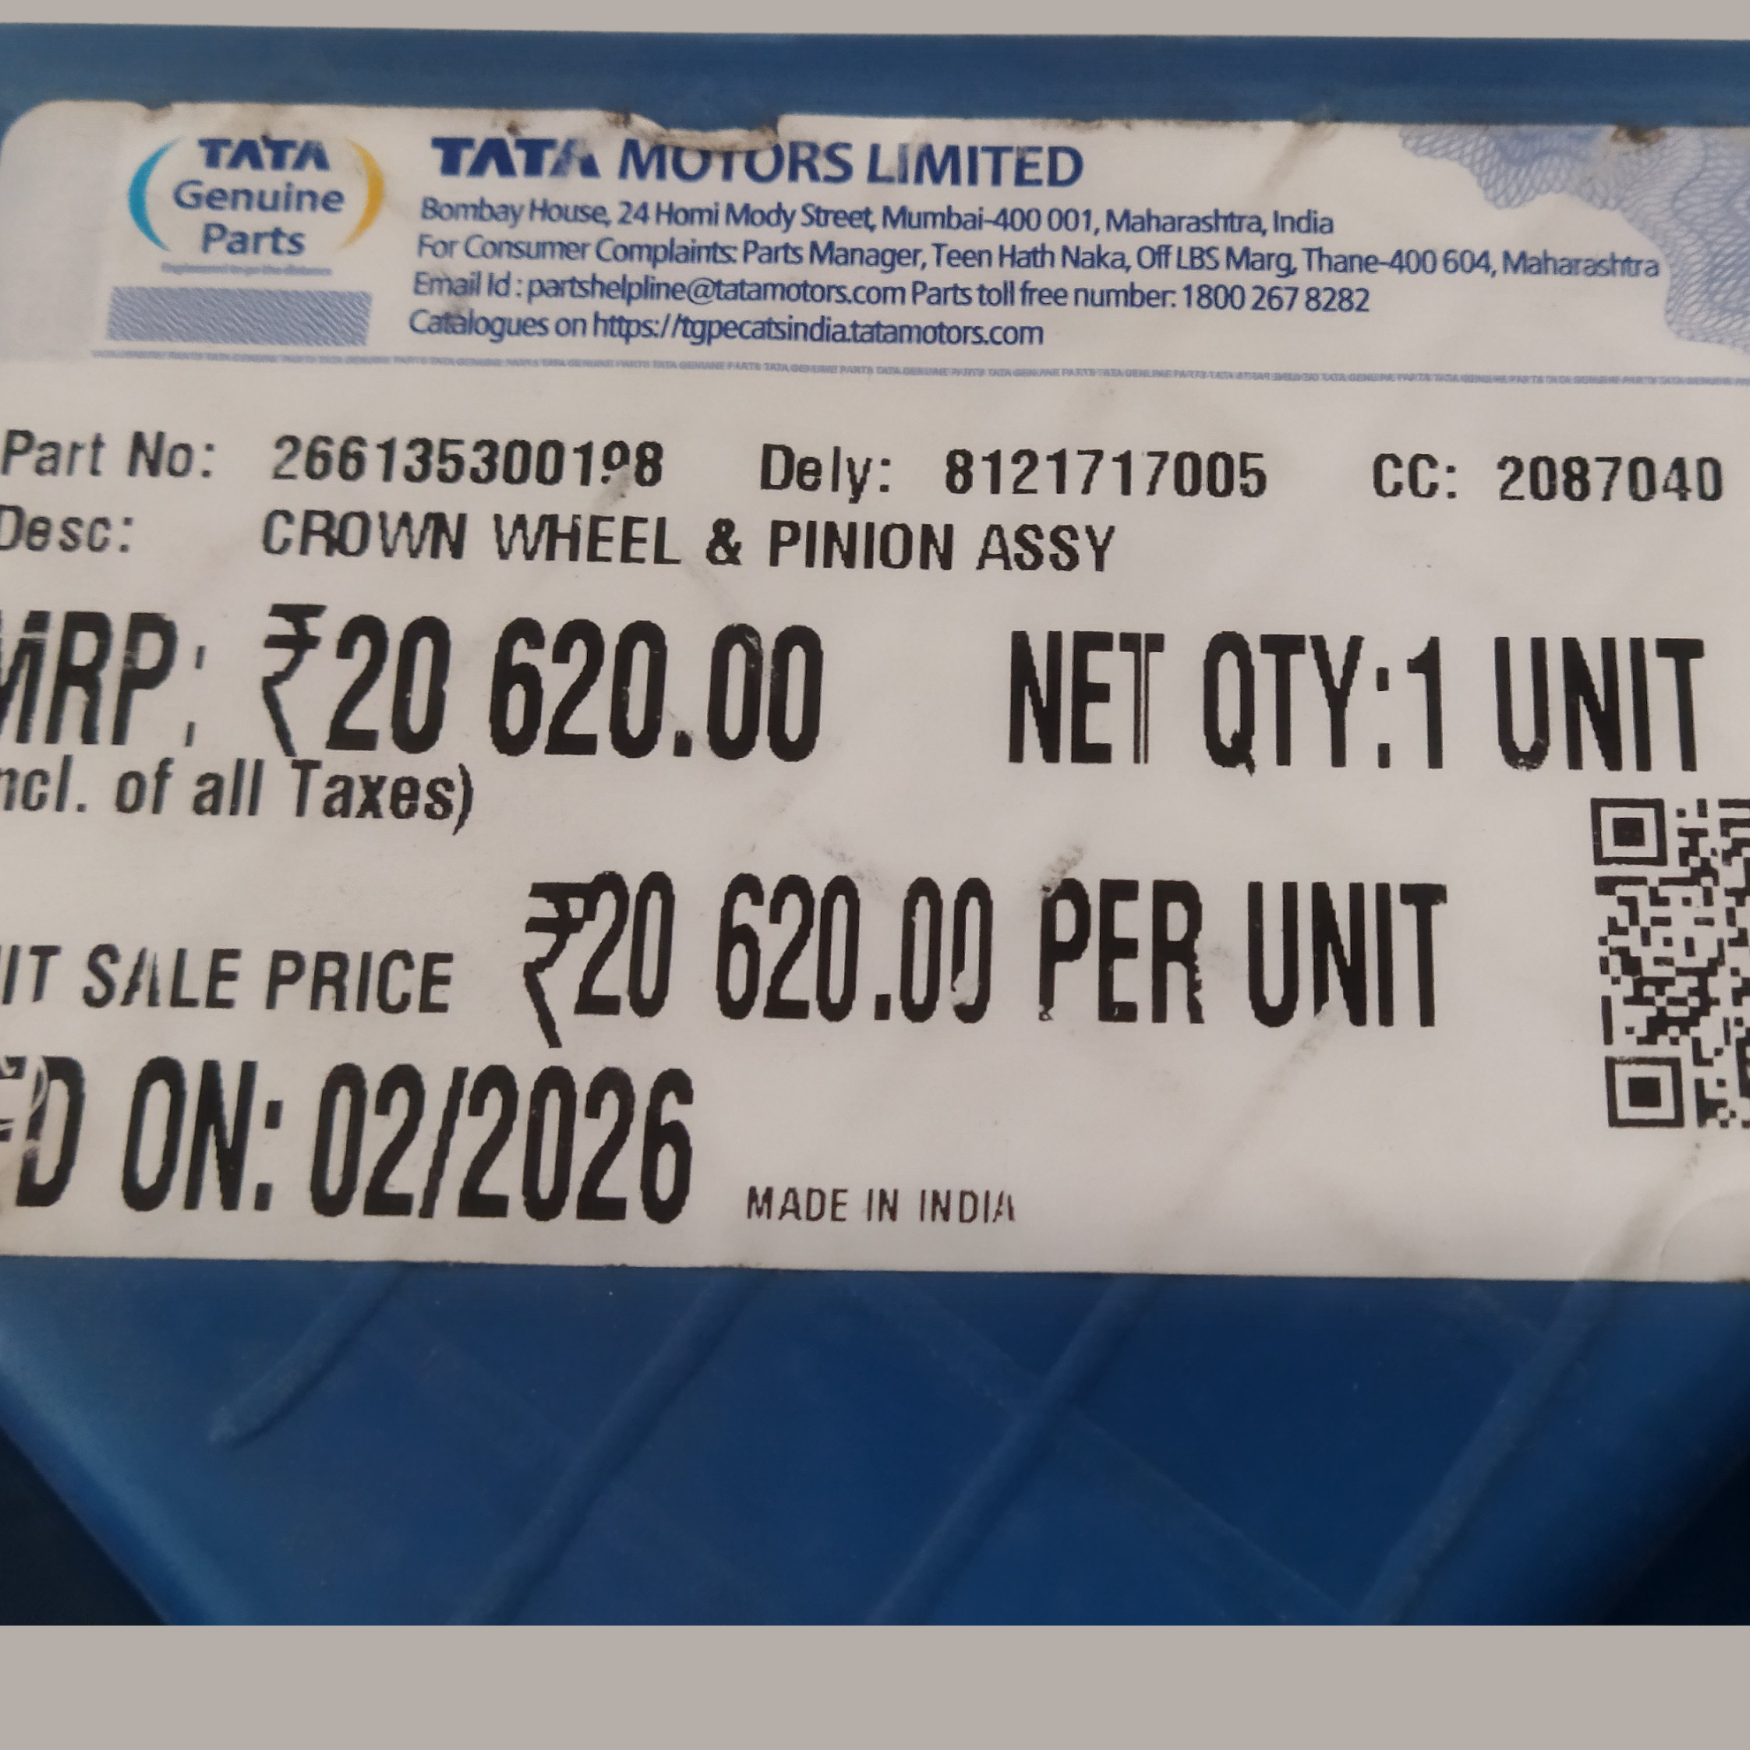 TATA
Genuine
Parts
TATA MOTORS LIMITED
Bombay House, 24 Homi Mody Street, Mumbai-400 001, Maharashtra, India
For Consumer Complaints: Parts Manager, Teen Hath Naka, Off LBS Marg, Thane-400 604, Maharashtra
Email Id : partshelpline@tatamotors.com Parts toll free number: 1800 267 8282
Catalogues on https://tgpecatsindia.tatamotors.com
Part No: 266135300198 Dely: 8121717005 CC: 2087040
Desc: CROWN WHEEL & PINION ASSY
MRP: ₹20 620.00 NET QTY:1 UNIT
ncl. of all Taxes)
IT SALE PRICE ₹20 620.00 PER UNIT
FD ON: 02/2026 MADE IN INDIA